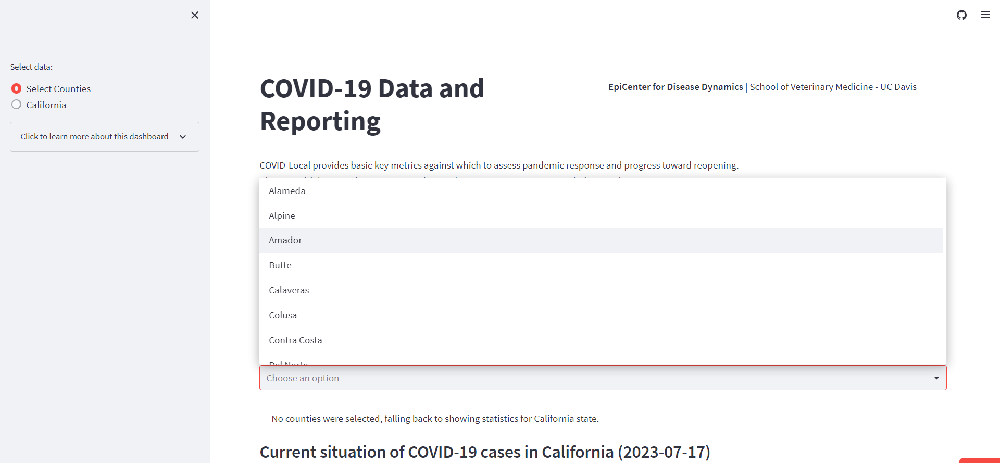 Select data:
Select Counties
California
Click to learn more about this dashboard
COVID-19 Data and
Reporting
EpiCenter for Disease Dynamics | School of Veterinary Medicine - UC Davis
COVID-Local provides basic key metrics against which to assess pandemic response and progress toward reopening.
Alameda
Alpine
Amador
Butte
Calaveras
Colusa
Contra Costa
Del Norte
Choose an option
No counties were selected, falling back to showing statistics for California state.
Current situation of COVID-19 cases in California (2023-07-17)